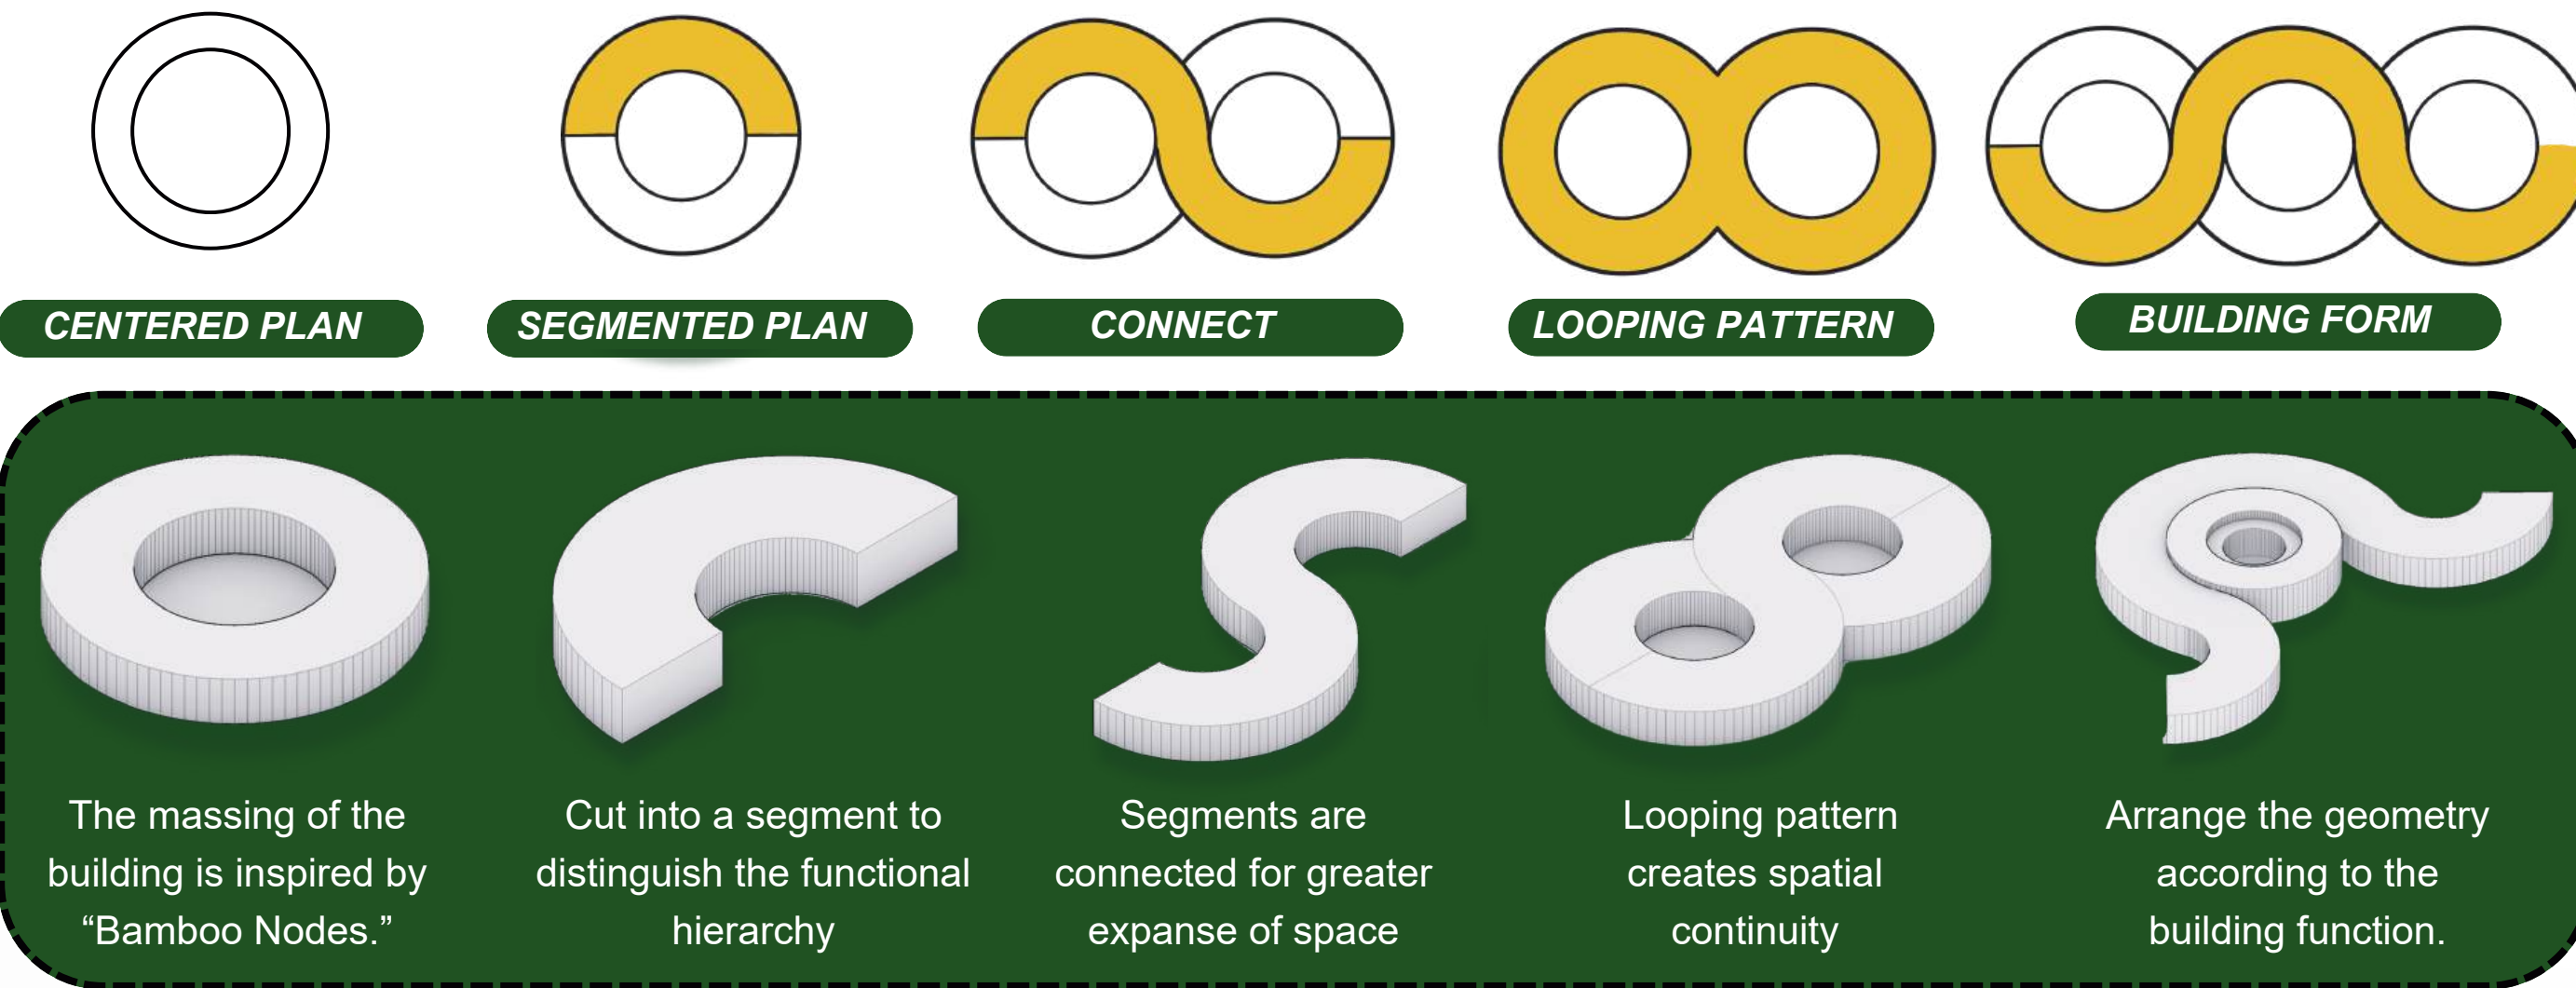 CENTERED PLAN
SEGMENTED PLAN
CONNECT
LOOPING PATTERN
BUILDING FORM
The massing of the
building is inspired by
“Bamboo Nodes.”
Cut into a segment to
distinguish the functional
hierarchy
Segments are
connected for greater
expanse of space
Looping pattern
creates spatial
continuity
Arrange the geometry
according to the
building function.